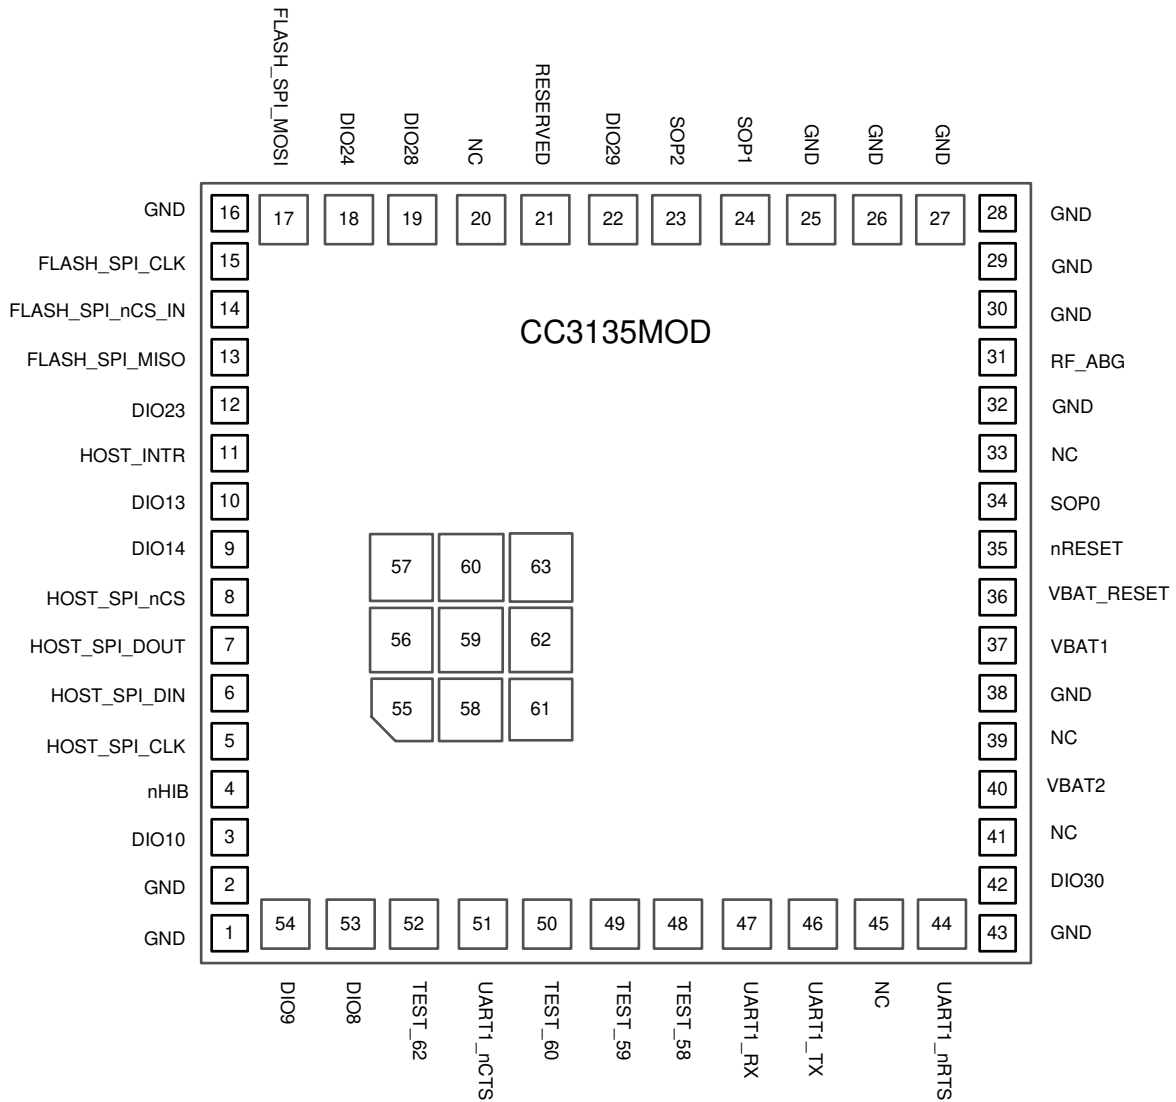 FLASH_SPI_MOSI
DIO24
DIO28
NC
RESERVED
DIO29
SOP2
SOP1
GND
GND
GND
17
18
19
20
21
22
23
24
25
26
27
GND 16
FLASH_SPI_CLK 15
FLASH_SPI_nCS_IN 14
FLASH_SPI_MISO 13
DIO23 12
HOST_INTR 11
DIO13 10
DIO14 9
HOST_SPI_nCS 8
HOST_SPI_DOUT 7
HOST_SPI_DIN 6
HOST_SPI_CLK 5
nHIB 4
DIO10 3
GND 2
GND 1
CC3135MOD
57 60 63
56 59 62
55 58 61
28 GND
29 GND
30 GND
31 RF_ABG
32 GND
33 NC
34 SOP0
35 nRESET
36 VBAT_RESET
37 VBAT1
38 GND
39 NC
40 VBAT2
41 NC
42 DIO30
43 GND
54
53
52
51
50
49
48
47
46
45
44
DIO9
DIO8
TEST_62
UART1_nCTS
TEST_60
TEST_59
TEST_58
UART1_RX
UART1_TX
NC
UART1_nRTS